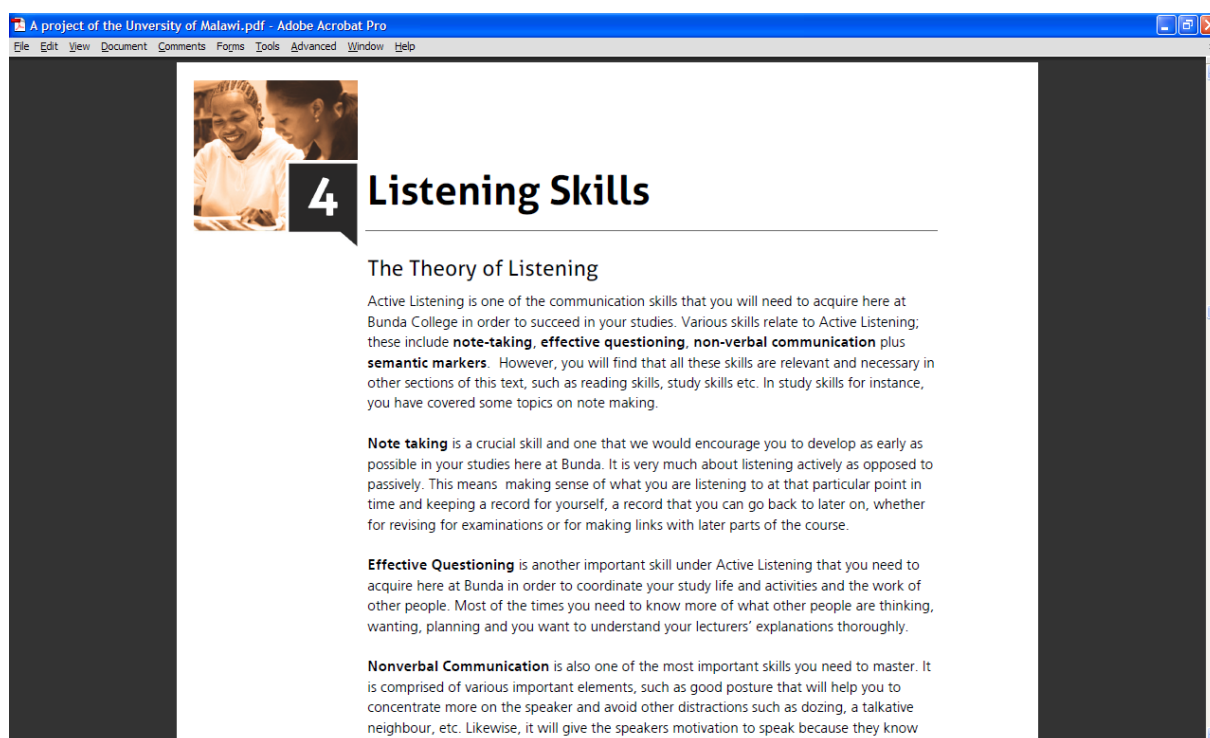 A project of the Unversity of Malawi.pdf - Adobe Acrobat Pro
File Edit View Document Comments Forms Tools Advanced Window Help
4
Listening Skills
The Theory of Listening
Active Listening is one of the communication skills that you will need to acquire here at
Bunda College in order to succeed in your studies. Various skills relate to Active Listening;
these include note-taking, effective questioning, non-verbal communication plus
semantic markers. However, you will find that all these skills are relevant and necessary in
other sections of this text, such as reading skills, study skills etc. In study skills for instance,
you have covered some topics on note making.
Note taking is a crucial skill and one that we would encourage you to develop as early as
possible in your studies here at Bunda. It is very much about listening actively as opposed to
passively. This means making sense of what you are listening to at that particular point in
time and keeping a record for yourself, a record that you can go back to later on, whether
for revising for examinations or for making links with later parts of the course.
Effective Questioning is another important skill under Active Listening that you need to
acquire here at Bunda in order to coordinate your study life and activities and the work of
other people. Most of the times you need to know more of what other people are thinking,
wanting, planning and you want to understand your lecturers' explanations thoroughly.
Nonverbal Communication is also one of the most important skills you need to master. It
is comprised of various important elements, such as good posture that will help you to
concentrate more on the speaker and avoid other distractions such as dozing, a talkative
neighbour, etc. Likewise, it will give the speakers motivation to speak because they know